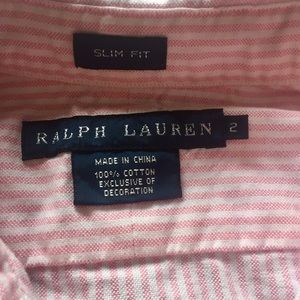 SLIM FIT
RALPH LAUREN 2
MADE IN CHINA
100% COTTON
EXCLUSIVE OF
DECORATION